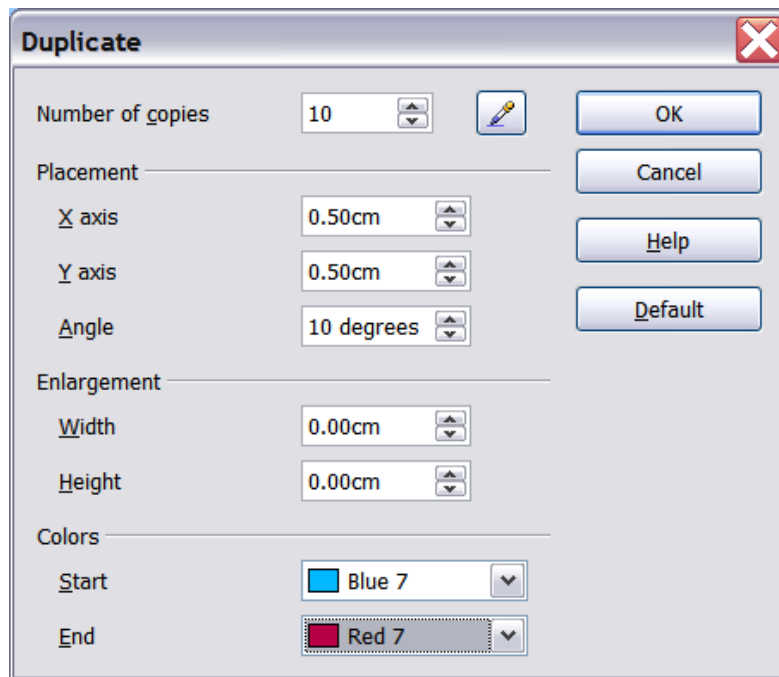 Duplicate
Number of copies 10 OK
Placement Cancel
X axis 0.50cm
Help
Y axis 0.50cm
Default
Angle 10 degrees
Enlargement
Width 0.00cm
Height 0.00cm
Colors
Start Blue 7
End Red 7